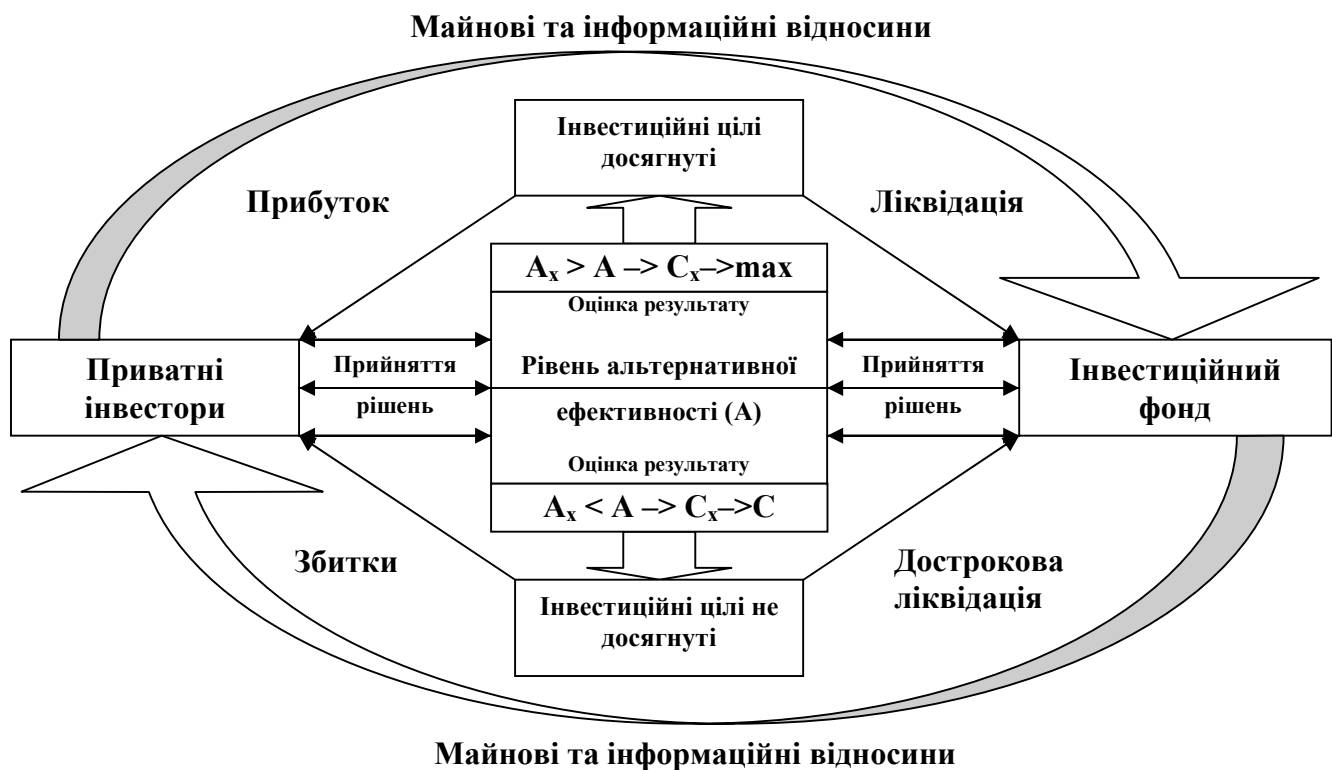 Майнові та інформаційні відносини
Інвестиційні цілі
досягнуті
Прибуток
Ліквідація
Aₓ > A –> Cₓ–>max
Оцінка результату
Приватні
інвестори
Прийняття
рішень
Рівень альтернативної
ефективності (А)
Прийняття
рішень
Інвестиційний
фонд
Оцінка результату
Aₓ < A –> Cₓ–>C
Збитки
Дострокова
ліквідація
Інвестиційні цілі не
досягнуті
Майнові та інформаційні відносини